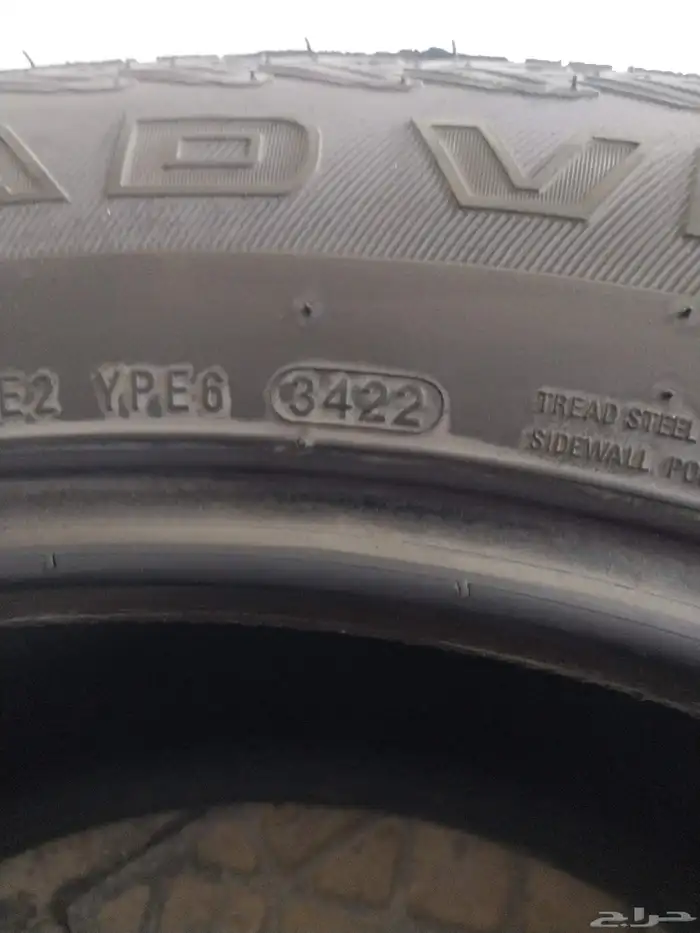 ADV
E2 YPE6 3422
TREAD STEEL
SIDEWALL PO
حراج